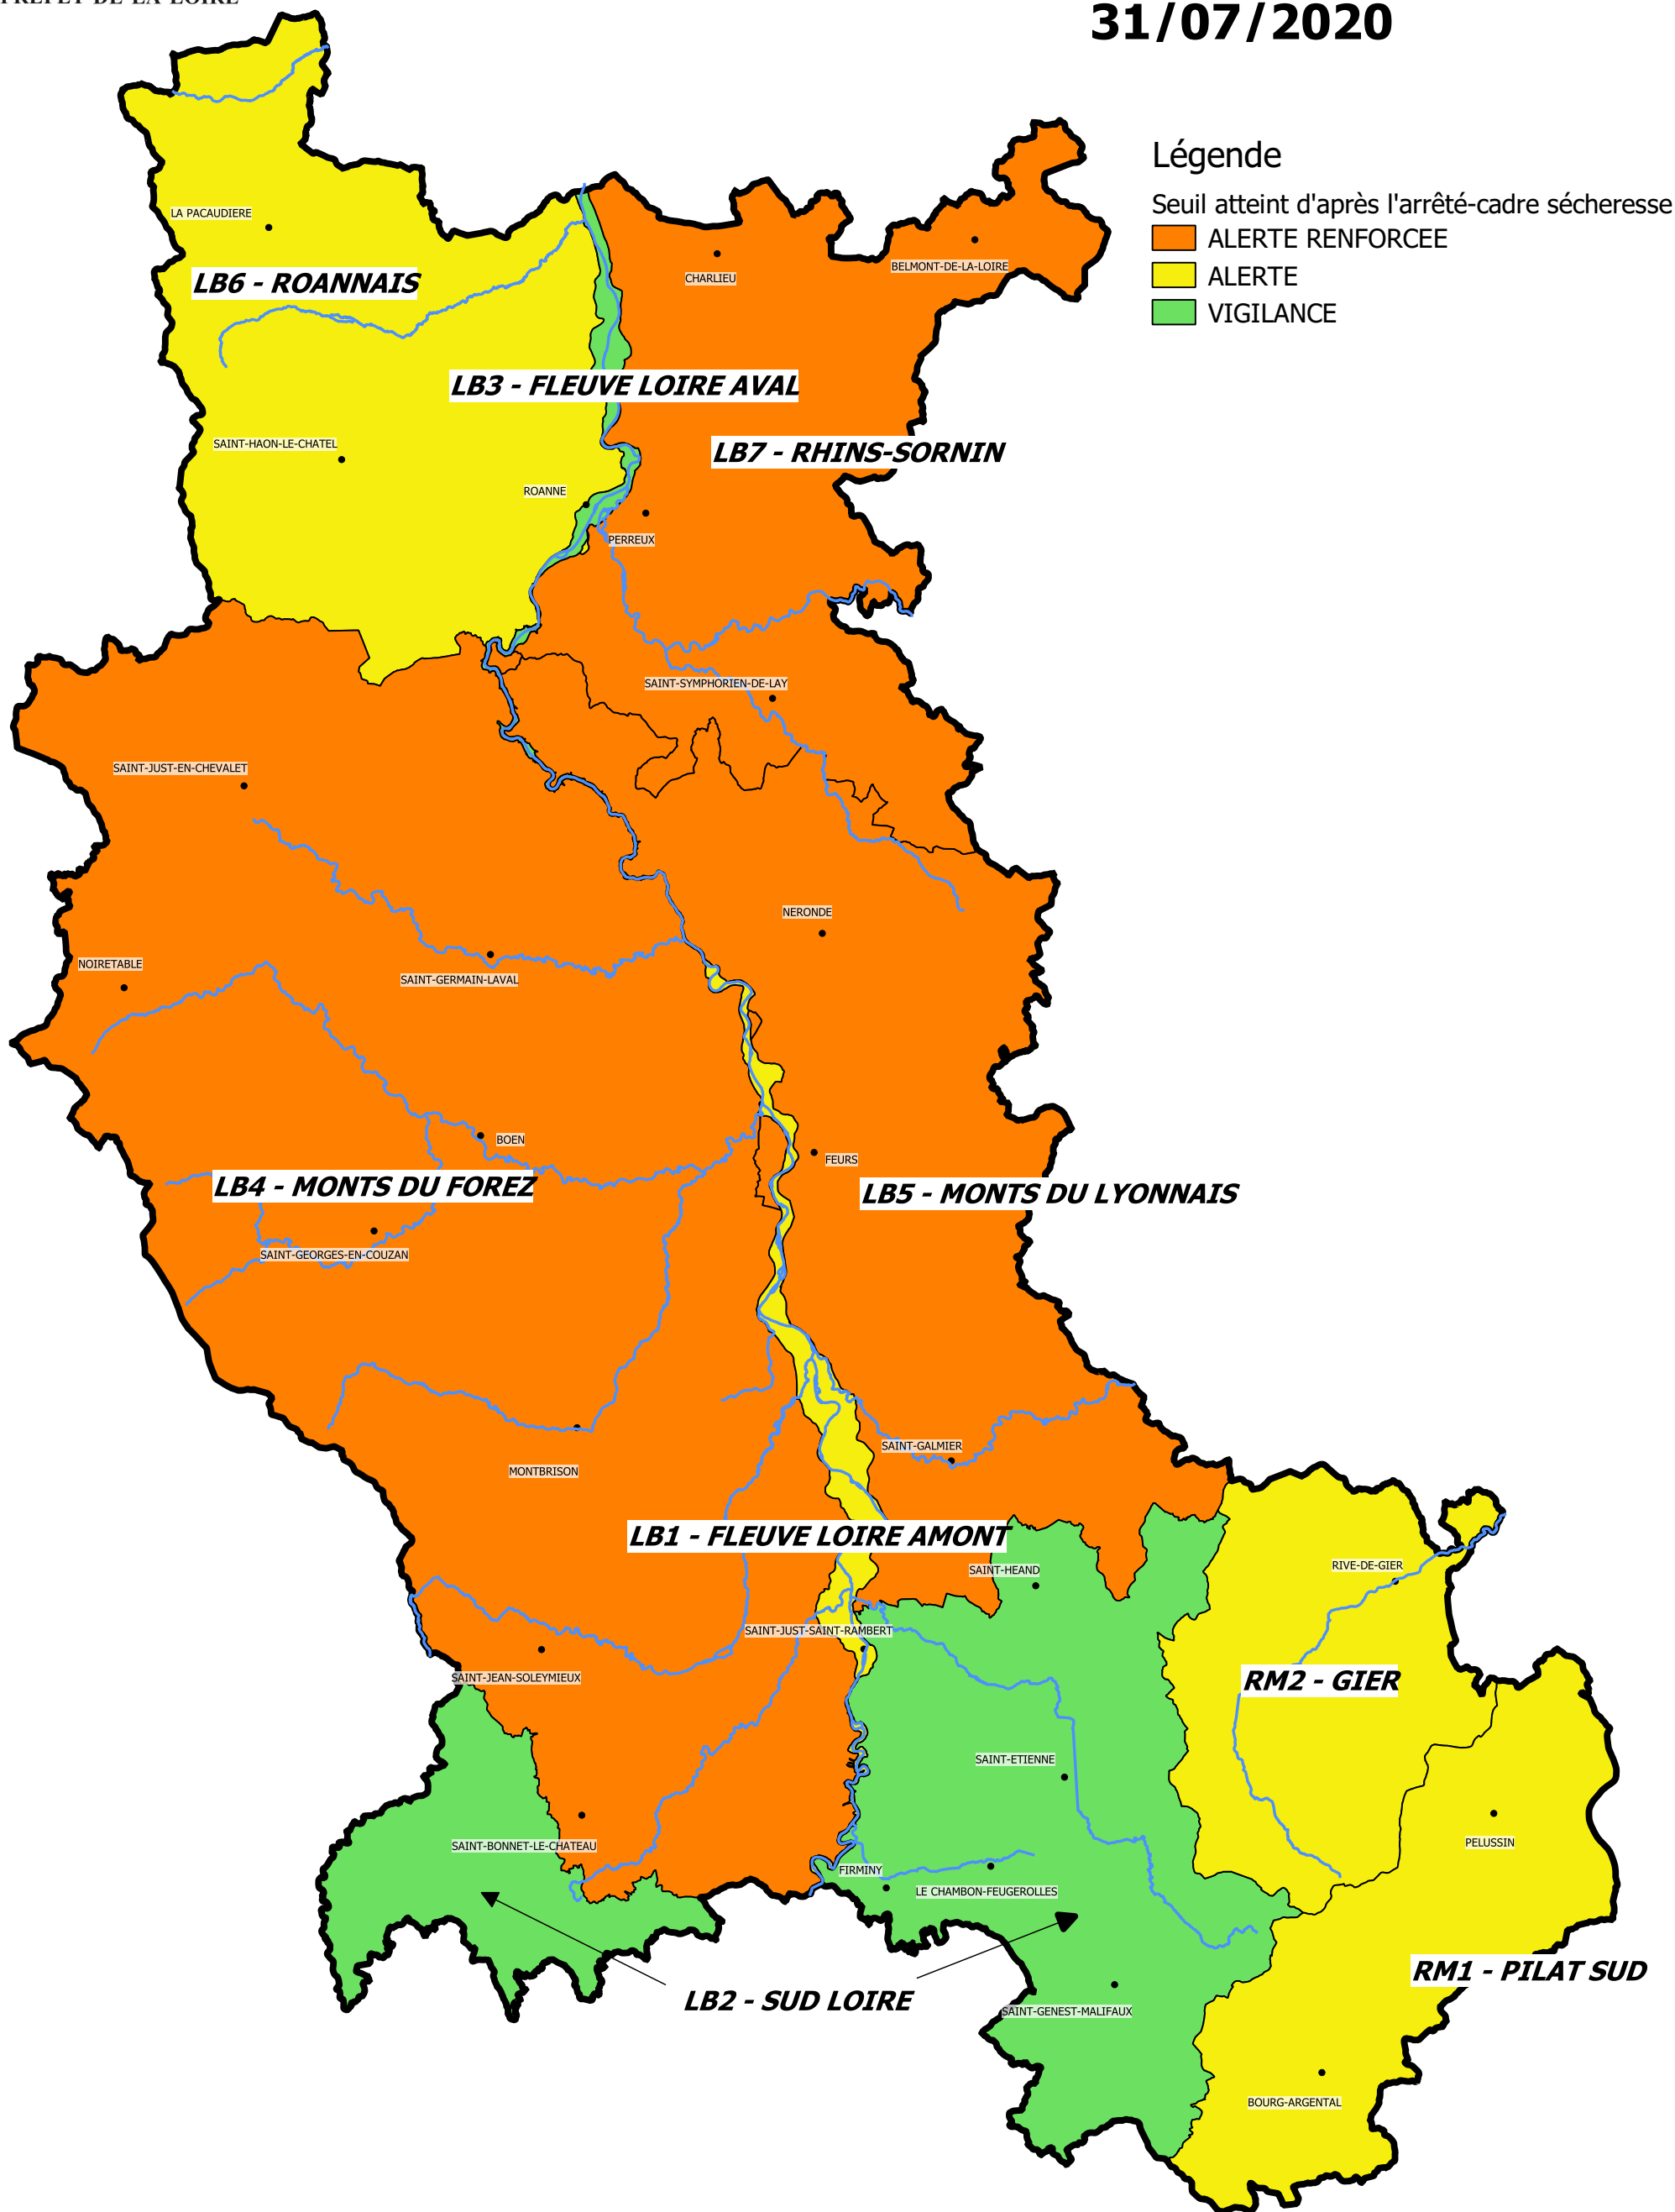 PREFET DE LA LOIRE
31/07/2020
Légende
Seuil atteint d'après l'arrêté-cadre sécheresse
ALERTE RENFORCEE
ALERTE
VIGILANCE
LA PACAUDIERE
LB6 - ROANNAIS
CHARLIEU
BELMONT-DE-LA-LOIRE
LB3 - FLEUVE LOIRE AVAL
SAINT-HAON-LE-CHATEL
LB7 - RHINS-SORNIN
ROANNE
PERREUX
SAINT-SYMPHORIEN-DE-LAY
SAINT-JUST-EN-CHEVALET
NERONDE
NOIRETABLE
SAINT-GERMAIN-LAVAL
BOEN
FEURS
LB4 - MONTS DU FOREZ
LB5 - MONTS DU LYONNAIS
SAINT-GEORGES-EN-COUZAN
SAINT-GALMIER
MONTBRISON
LB1 - FLEUVE LOIRE AMONT
RIVE-DE-GIER
SAINT-HEAND
SAINT-JUST-SAINT-RAMBERT
SAINT-JEAN-SOLEYMIEUX
RM2 - GIER
SAINT-ETIENNE
SAINT-BONNET-LE-CHATEAU
PELUSSIN
FIRMINY
LE CHAMBON-FEUGEROLLES
RM1 - PILAT SUD
LB2 - SUD LOIRE
SAINT-GENEST-MALIFAUX
BOURG-ARGENTAL